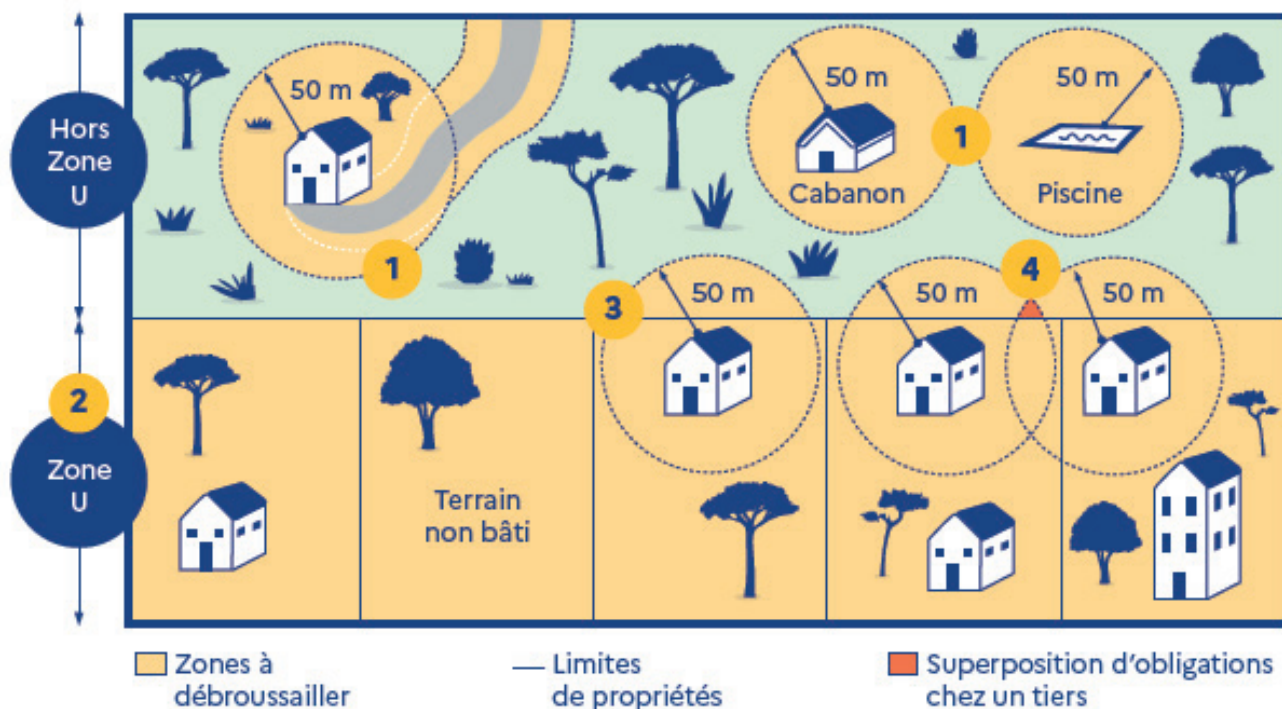 Hors
Zone
U
50 m
1
50 m
Cabanon
1
50 m
Piscine
3
50 m
50 m
4
50 m
2
Zone
U
Terrain
non bâti
Zones à
débroussailler
Limites
de propriétés
Superposition d'obligations
chez un tiers